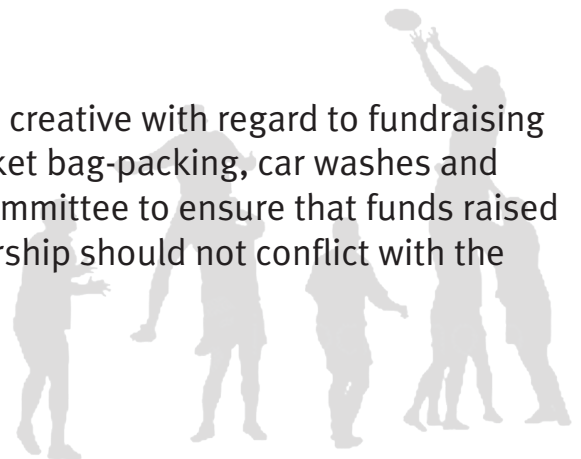 creative with regard to fundraising
ket bag-packing, car washes and
mmittee to ensure that funds raised
rship should not conflict with the